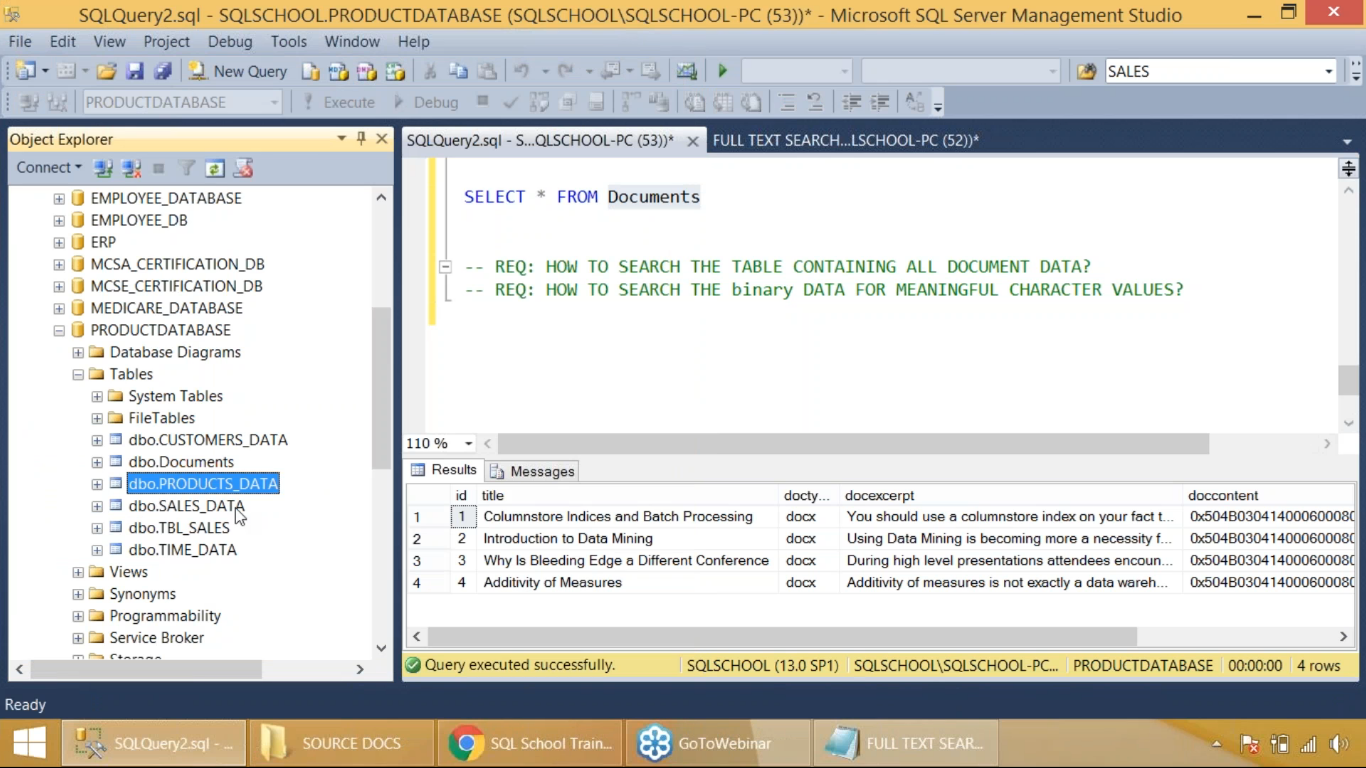 SQLQuery2.sql - SQLSCHOOL.PRODUCTDATABASE (SQLSCHOOL\SQLSCHOOL-PC (53))* - Microsoft SQL Server Management Studio
File Edit View Project Debug Tools Window Help
New Query SALES
PRODUCTDATABASE Execute Debug
Object Explorer
Connect
EMPLOYEE_DATABASE
EMPLOYEE_DB
ERP
MCSA_CERTIFICATION_DB
MCSE_CERTIFICATION_DB
MEDICARE_DATABASE
PRODUCTDATABASE
Database Diagrams
Tables
System Tables
FileTables
dbo.CUSTOMERS_DATA
dbo.Documents
dbo.PRODUCTS_DATA
dbo.SALES_DATA
dbo.TBL_SALES
dbo.TIME_DATA
Views
Synonyms
Programmability
Service Broker
SQLQuery2.sql - S...QLSCHOOL-PC (53))* FULL TEXT SEARCH...LSCHOOL-PC (52))*
SELECT * FROM Documents
-- REQ: HOW TO SEARCH THE TABLE CONTAINING ALL DOCUMENT DATA?
-- REQ: HOW TO SEARCH THE binary DATA FOR MEANINGFUL CHARACTER VALUES?
110 %
Results Messages
id title docty... docexcerpt doccontent
1 1 Columnstore Indices and Batch Processing docx You should use a columnstore index on your fact t... 0x504B03041400060008
2 2 Introduction to Data Mining docx Using Data Mining is becoming more a necessity f... 0x504B03041400060008
3 3 Why Is Bleeding Edge a Different Conference docx During high level presentations attendees encoun... 0x504B03041400060008
4 4 Additivity of Measures docx Additivity of measures is not exactly a data wareh... 0x504B03041400060008
Query executed successfully. SQLSCHOOL (13.0 SP1) SQLSCHOOL\SQLSCHOOL-PC... PRODUCTDATABASE 00:00:00 4 rows
Ready
SQLQuery2.sql - ... SOURCE DOCS SQL School Train... GoToWebinar FULL TEXT SEAR...